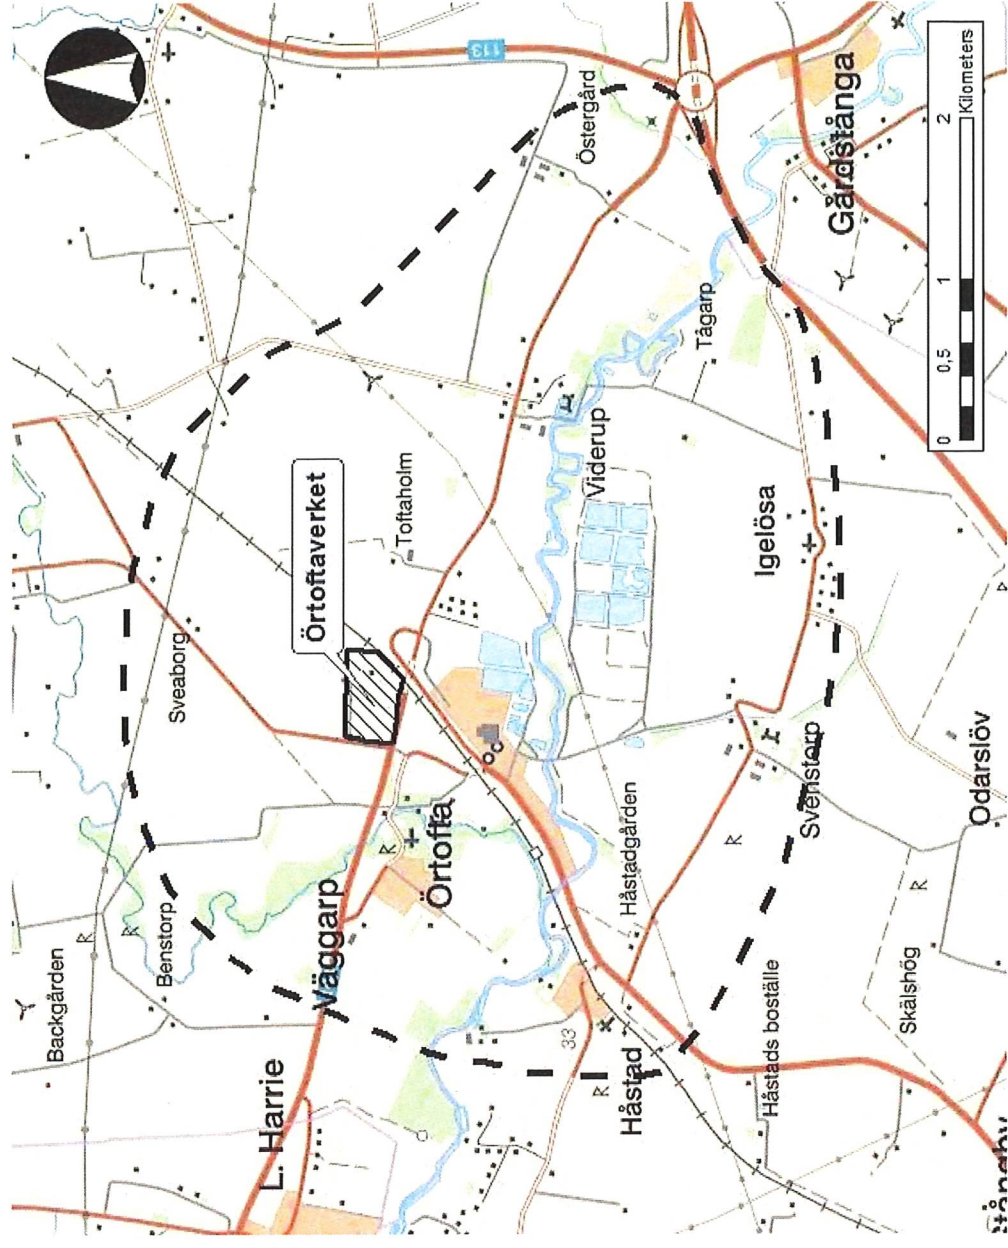 Backgården
Benstorp
Sveaborg
L. Harrie
Örtoftaverket
Väggarp
Toftaholm
Örtofta
113
33
Östergård
Viderup
Håstadgården
Håstad
Tågarp
Igelösa
Håstads boställe
Svenstorp
Gårdstånga
Skälshög
0 0,5 1 2
Kilometers
Odarslöv